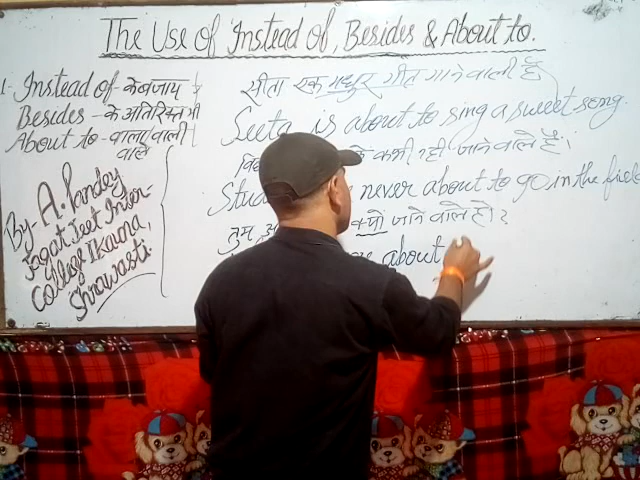 The Use of Instead of, Besides & About to.
1- Instead of - के बजाय
Besides - के अतिरिक्त भी
About to - वाला/वाली
वाले
By- A. Pandey
Jagat Jeet Inter-
College Ikauna,
Shrawasti.
सीता एक मधुर गीत गाने वाली है
Seeta is about to sing a sweet song.
कभी नहीं जाने वाले हैं।
never about to go in the field
तुम क्यों जाने वाले हो?
about